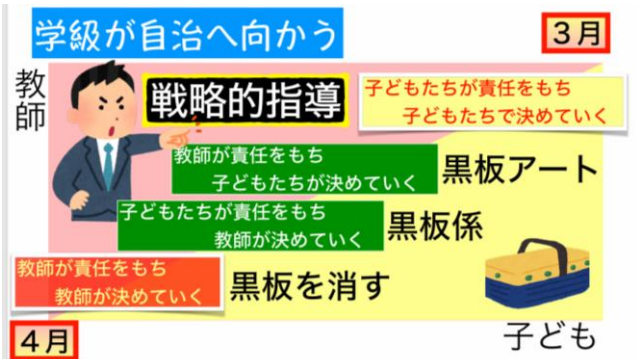 学級が自治へ向かう
3月
教師
戦略的指導
子どもたちが責任をもち
子どもたちで決めていく
教師が責任をもち
子どもたちが決めていく
黒板アート
子どもたちが責任をもち
教師が決めていく
黒板係
教師が責任をもち
教師が決めていく
黒板を消す
4月
子ども